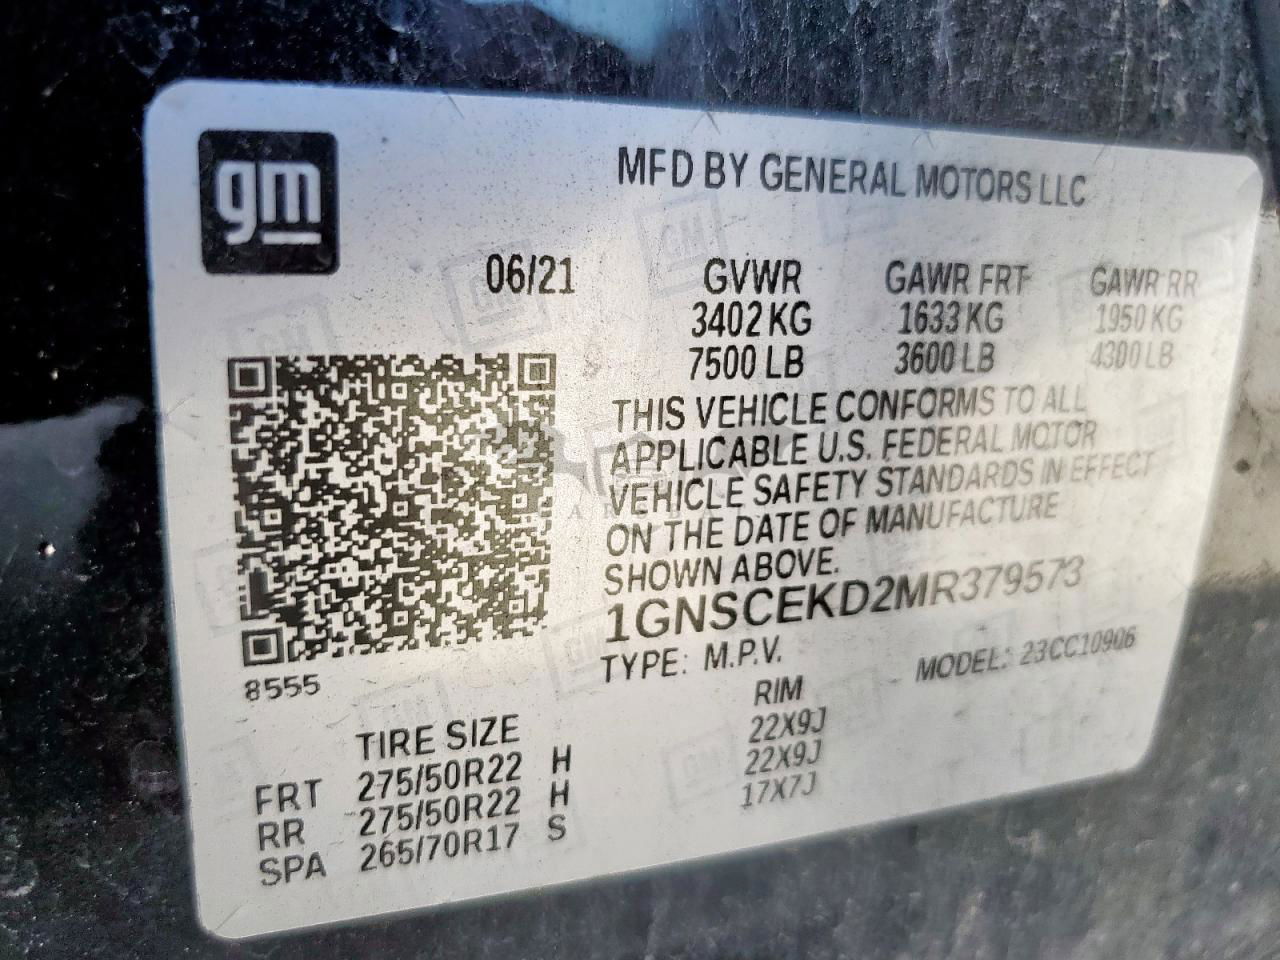 gm
MFD BY GENERAL MOTORS LLC
06/21 GVWR GAWR FRT GAWR RR
3402 KG 1633 KG 1950 KG
7500 LB 3600 LB 4300 LB
THIS VEHICLE CONFORMS TO ALL
APPLICABLE U.S. FEDERAL MOTOR
VEHICLE SAFETY STANDARDS IN EFFECT
ON THE DATE OF MANUFACTURE
SHOWN ABOVE.
1GNSCEKD2MR379573
TYPE: M.P.V. MODEL: 23CC10906
8555
TIRE SIZE RIM
FRT 275/50R22 H 22X9J
RR 275/50R22 H 22X9J
SPA 265/70R17 S 17X7J